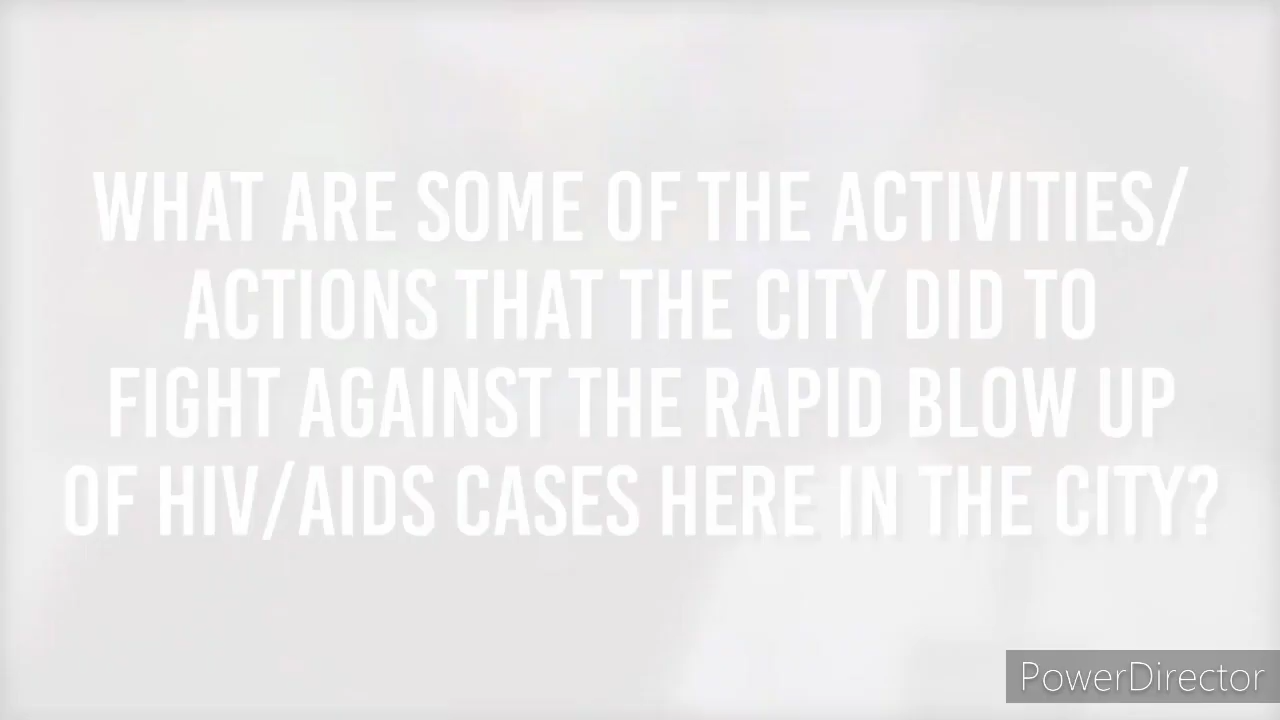 WHAT ARE SOME OF THE ACTIVITIES/
ACTIONS THAT THE CITY DID TO
FIGHT AGAINST THE RAPID BLOW UP
OF HIV/AIDS CASES HERE IN THE CITY?
PowerDirector